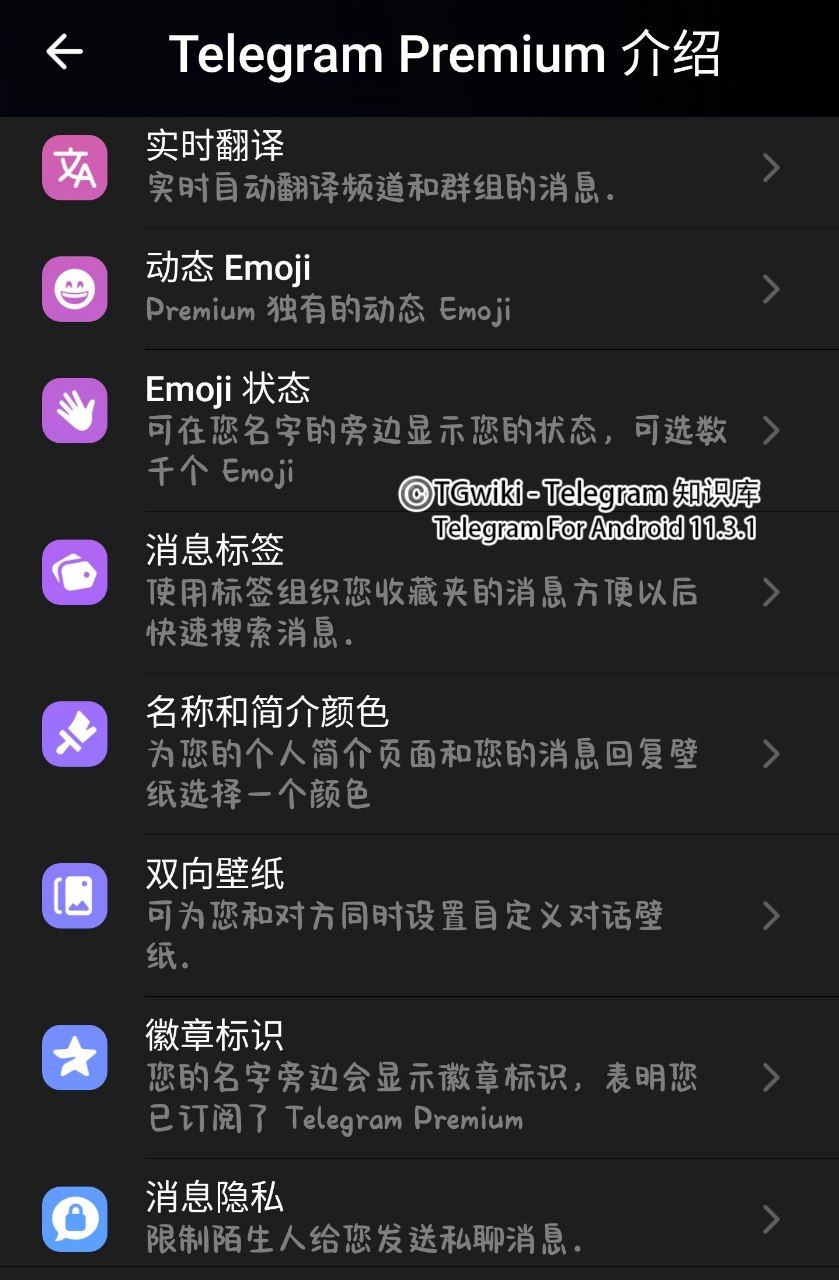 Telegram Premium 介绍
实时翻译
实时自动翻译频道和群组的消息.
动态 Emoji
Premium 独有的动态 Emoji
Emoji 状态
可在您名字的旁边显示您的状态，可选数
千个 Emoji
©TGwiki - Telegram 知识库
Telegram For Android 11.3.1
消息标签
使用标签组织您收藏夹的消息方便以后
快速搜索消息.
名称和简介颜色
为您的个人简介页面和您的消息回复壁
纸选择一个颜色
双向壁纸
可为您和对方同时设置自定义对话壁
纸.
徽章标识
您的名字旁边会显示徽章标识，表明您
已订阅了 Telegram Premium
消息隐私
限制陌生人给您发送私聊消息.